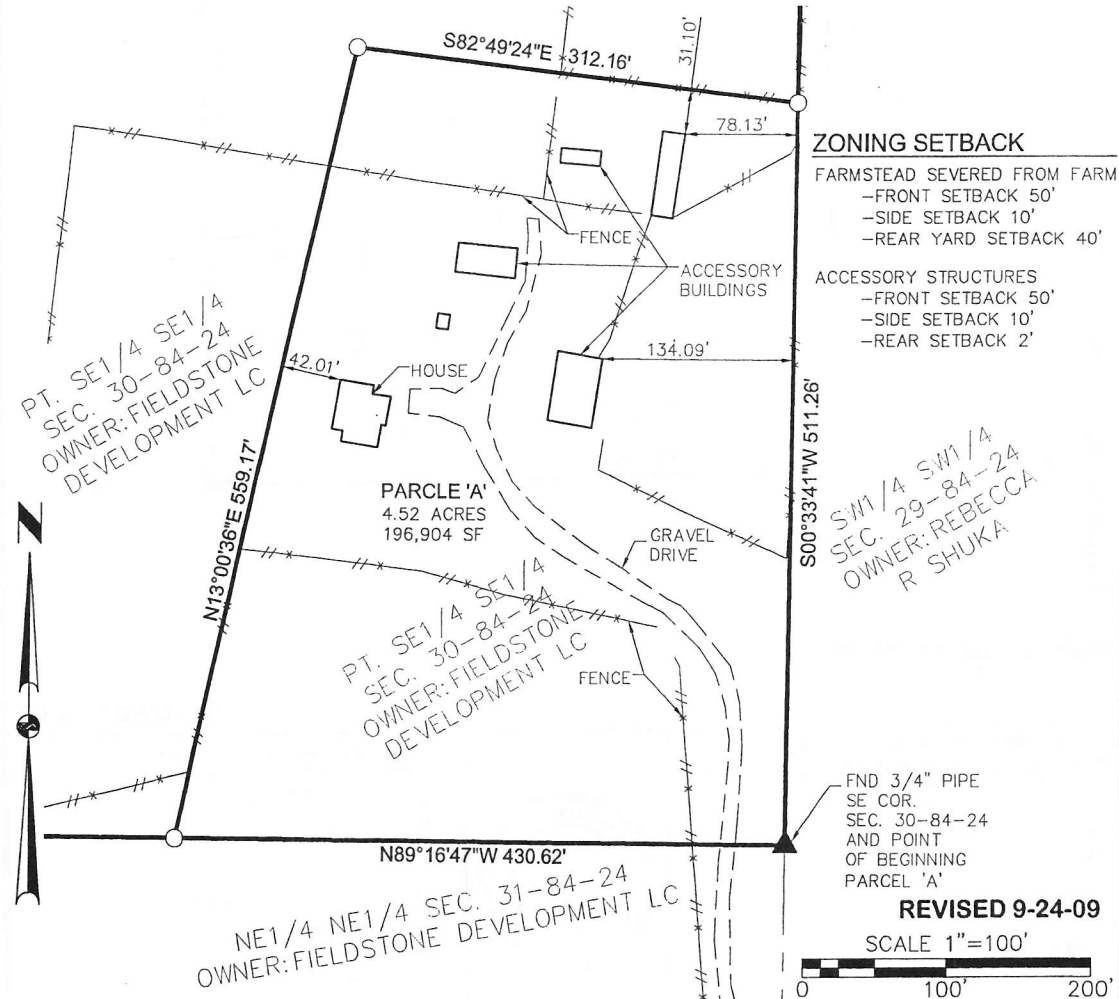 S82°49'24"E 312.16'
31.10'
78.13'
ZONING SETBACK
FARMSTEAD SEVERED FROM FARM
-FRONT SETBACK 50'
-SIDE SETBACK 10'
-REAR YARD SETBACK 40'
ACCESSORY STRUCTURES
-FRONT SETBACK 50'
-SIDE SETBACK 10'
-REAR SETBACK 2'
FENCE
ACCESSORY
BUILDINGS
134.09'
42.01'
HOUSE
PT. SE1/4 SE1/4
SEC. 30-84-24
OWNER: FIELDSTONE
DEVELOPMENT LC
N13°00'36"E 559.17'
PARCLE 'A'
4.52 ACRES
196,904 SF
S00°33'41"W 511.26'
SW1/4 SW1/4
SEC. 29-84-24
OWNER: REBECCA
R SHUKA
GRAVEL
DRIVE
N
PT. SE1/4 SE1/4
SEC. 30-84-24
OWNER: FIELDSTONE
DEVELOPMENT LC
FENCE
FND 3/4" PIPE
SE COR.
SEC. 30-84-24
AND POINT
OF BEGINNING
PARCEL 'A'
N89°16'47"W 430.62'
NE1/4 NE1/4 SEC. 31-84-24
OWNER: FIELDSTONE DEVELOPMENT LC
REVISED 9-24-09
SCALE 1"=100'
0 100' 200'